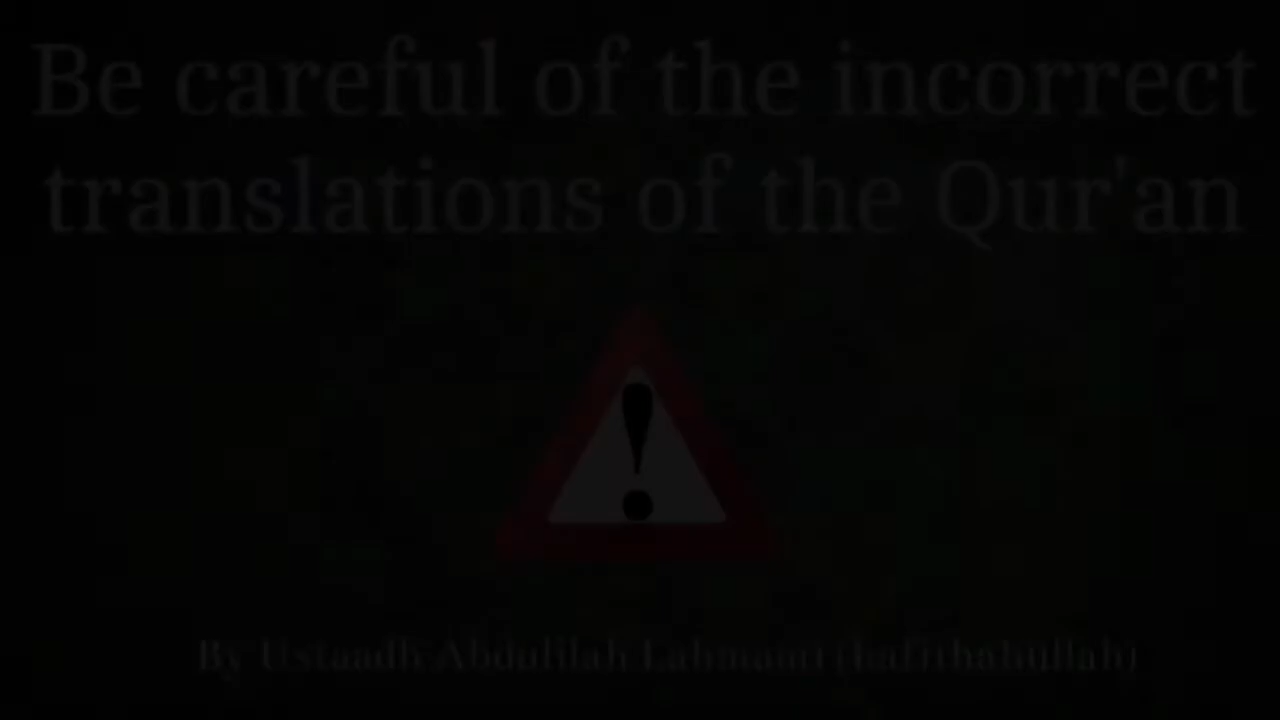 Be careful of the incorrect
translations of the Qur'an
By Ustaadh Abdulilah Lahmami (hafithahullah)